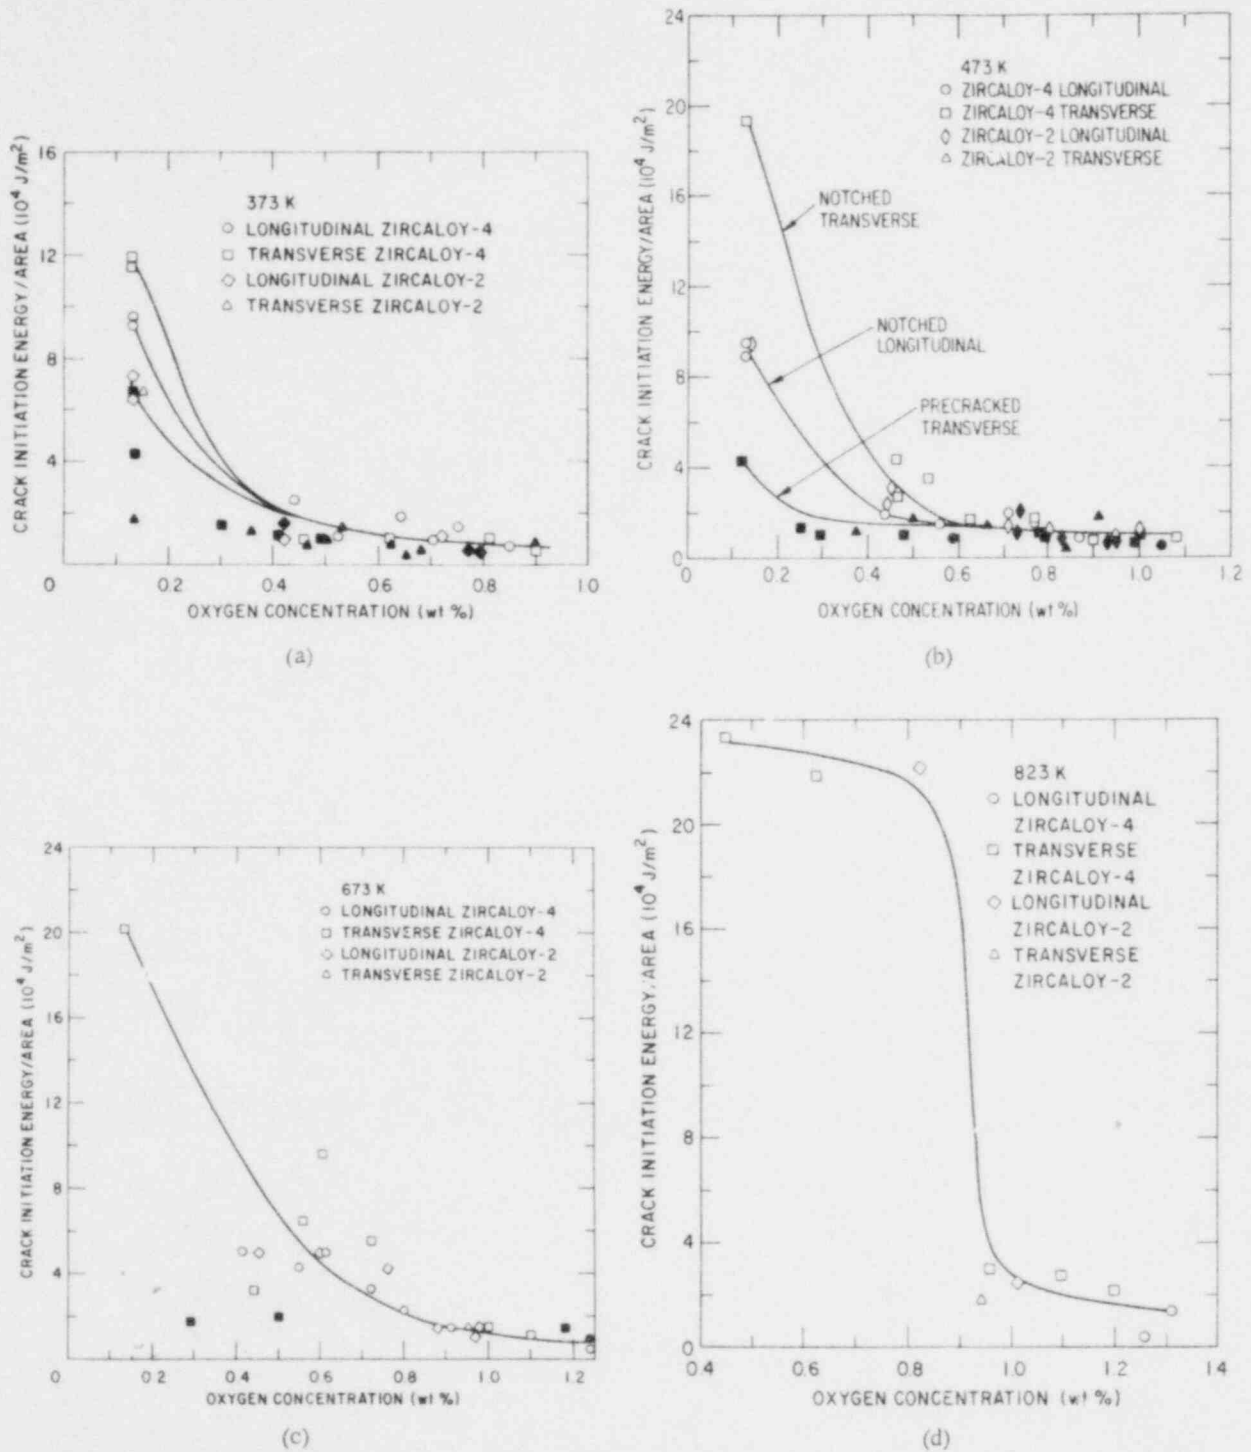 CRACK INITIATION ENERGY/AREA (10⁴ J/m²)
16
12
8
4
0
0.2
0.4
0.6
0.8
1.0
373 K
LONGITUDINAL ZIRCALOY-4
TRANSVERSE ZIRCALOY-4
LONGITUDINAL ZIRCALOY-2
TRANSVERSE ZIRCALOY-2
OXYGEN CONCENTRATION (wt %)
(a)
CRACK INITIATION ENERGY/AREA (10⁴ J/m²)
24
20
16
12
8
4
0
0
0.2
0.4
0.6
0.8
1.0
1.2
473 K
ZIRCALOY-4 LONGITUDINAL
ZIRCALOY-4 TRANSVERSE
ZIRCALOY-2 LONGITUDINAL
ZIRCALOY-2 TRANSVERSE
NOTCHED
TRANSVERSE
NOTCHED
LONGITUDINAL
PRECRACKED
TRANSVERSE
OXYGEN CONCENTRATION (wt %)
(b)
CRACK INITIATION ENERGY/AREA (10⁴ J/m²)
24
20
16
12
8
4
0
0.2
0.4
0.6
0.8
1.0
1.2
673 K
LONGITUDINAL ZIRCALOY-4
TRANSVERSE ZIRCALOY-4
LONGITUDINAL ZIRCALOY-2
TRANSVERSE ZIRCALOY-2
OXYGEN CONCENTRATION (wt %)
(c)
CRACK INITIATION ENERGY/AREA (10⁴ J/m²)
24
20
16
12
8
4
0
0.4
0.6
0.8
1.0
1.2
1.4
823 K
LONGITUDINAL
ZIRCALOY-4
TRANSVERSE
ZIRCALOY-4
LONGITUDINAL
ZIRCALOY-2
TRANSVERSE
ZIRCALOY-2
OXYGEN CONCENTRATION (wt %)
(d)